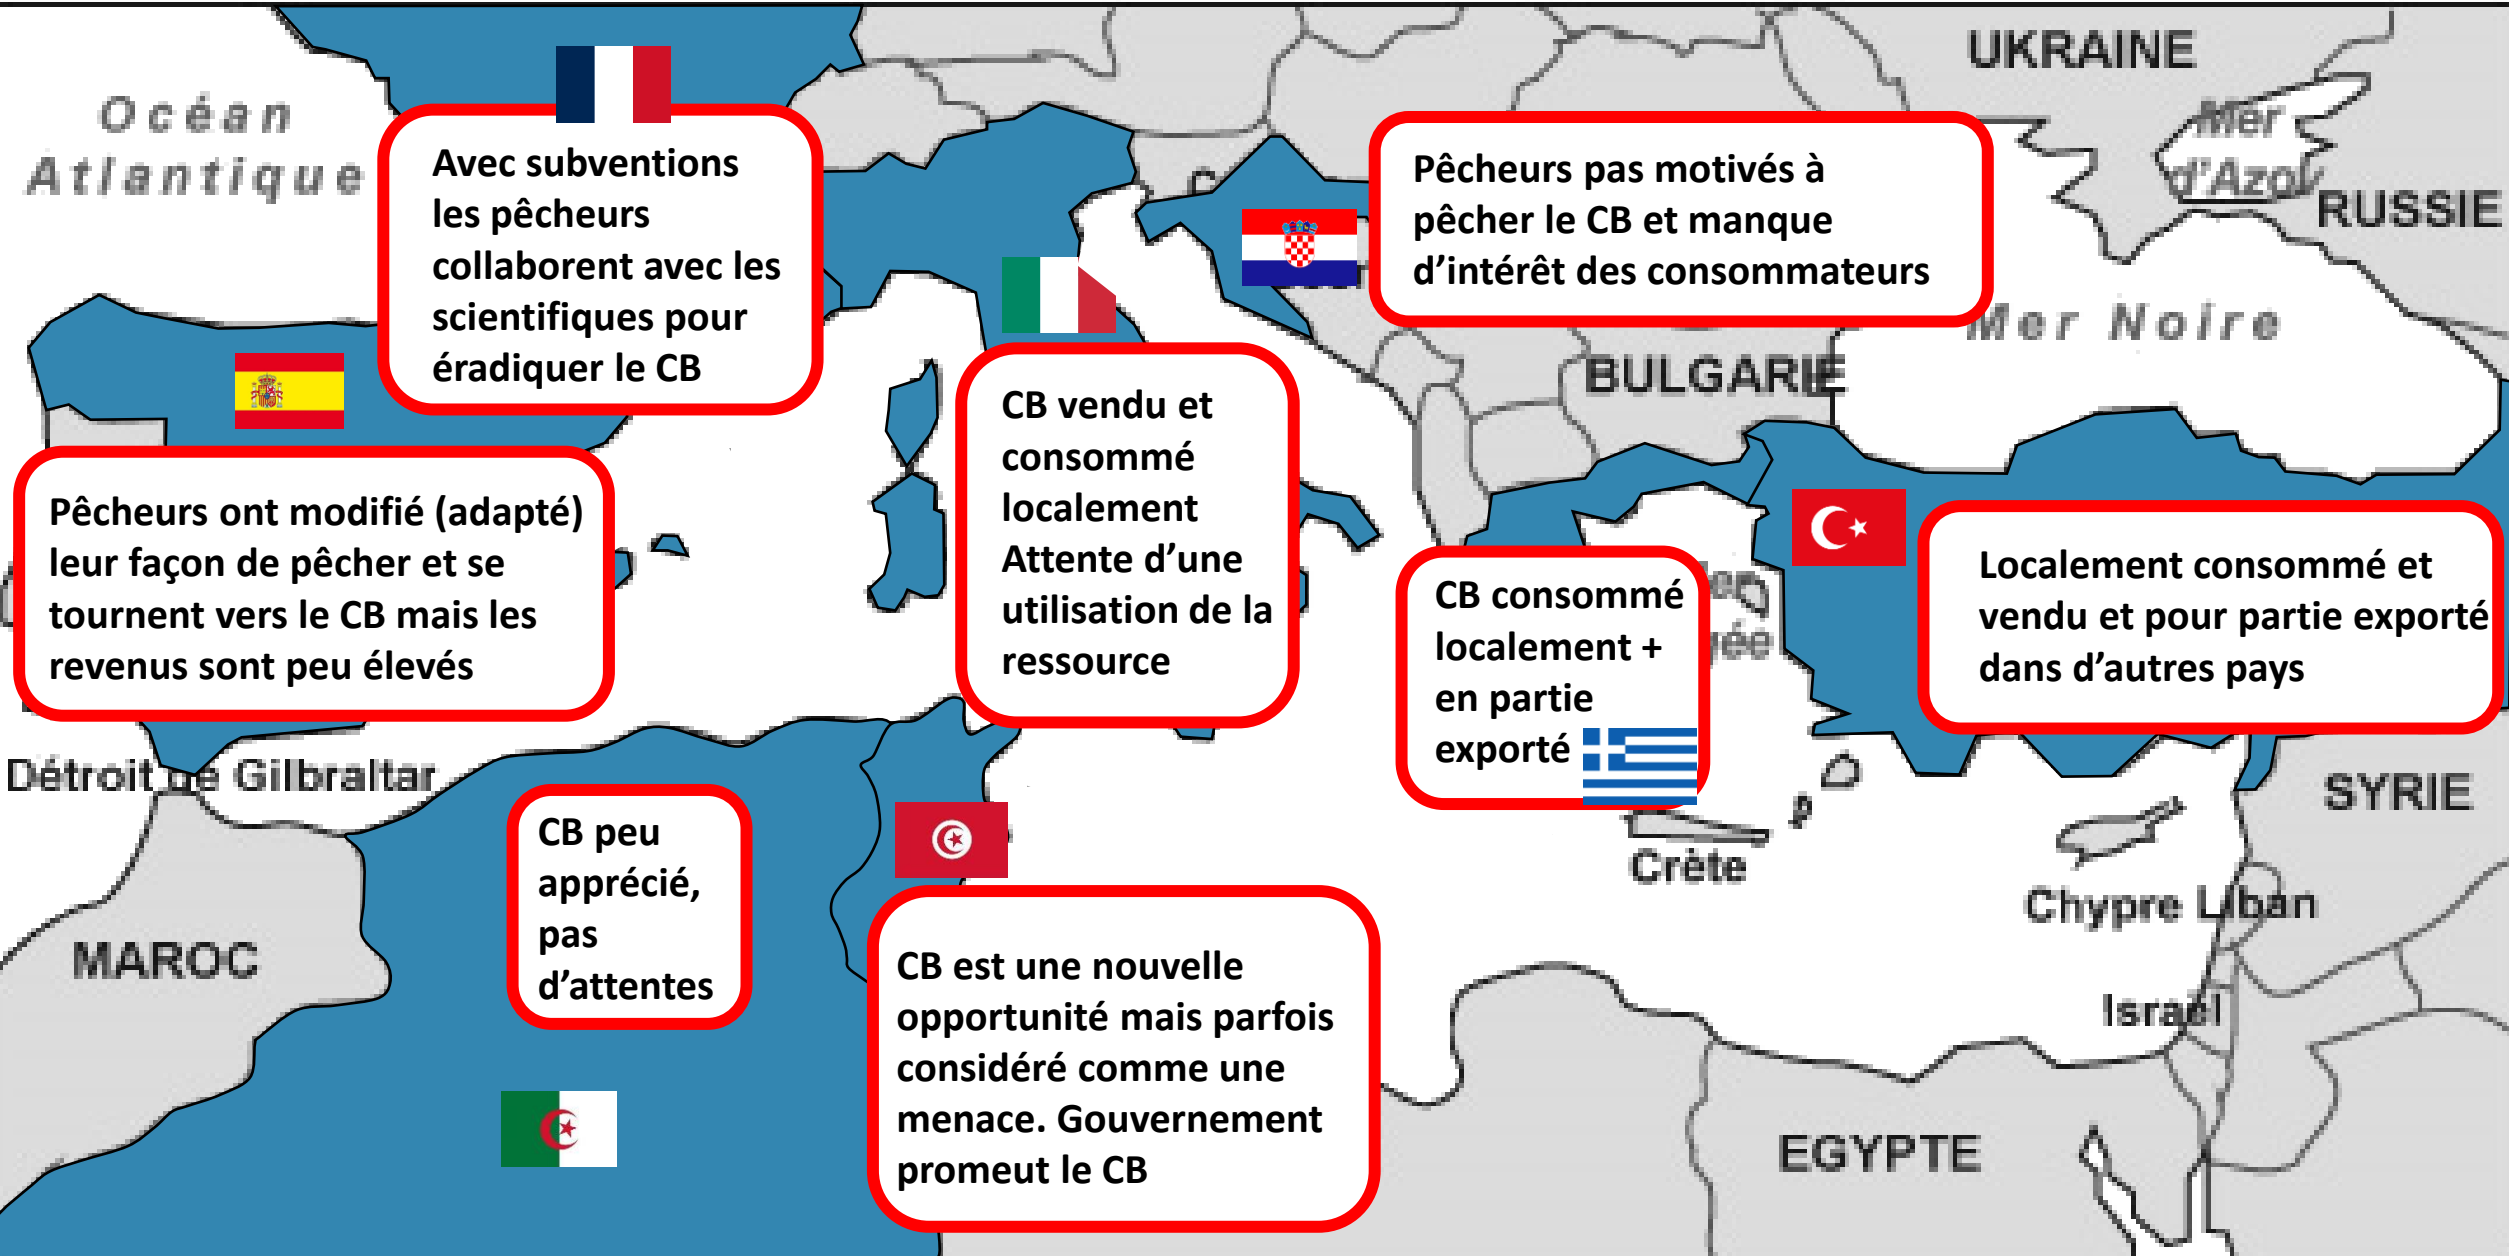 Océan
Atlantique
Avec subventions
les pêcheurs
collaborent avec les
scientifiques pour
éradiquer le CB
Pêcheurs pas motivés à
pêcher le CB et manque
d'intérêt des consommateurs
UKRAINE
Mer
d'Azov
RUSSIE
Mer Noire
BULGARIE
Pêcheurs ont modifié (adapté)
leur façon de pêcher et se
tournent vers le CB mais les
revenus sont peu élevés
CB vendu et
consommé
localement
Attente d'une
utilisation de la
ressource
CB consommé
localement +
en partie
exporté
Localement consommé et
vendu et pour partie exporté
dans d'autres pays
Détroit de Gilbraltar
CB peu
apprécié,
pas
d'attentes
CB est une nouvelle
opportunité mais parfois
considéré comme une
menace. Gouvernement
promeut le CB
MAROC
Crète
SYRIE
Chypre Liban
Israël
EGYPTE